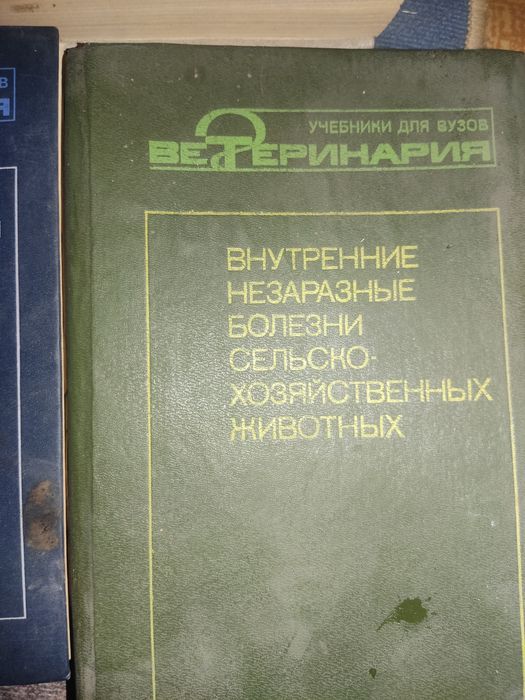 УЧЕБНИКИ ДЛЯ ВУЗОВ
ВЕТЕРИНАРИЯ
ВНУТРЕННИЕ
НЕЗАРАЗНЫЕ
БОЛЕЗНИ
СЕЛЬСКО-
ХОЗЯЙСТВЕННЫХ
ЖИВОТНЫХ